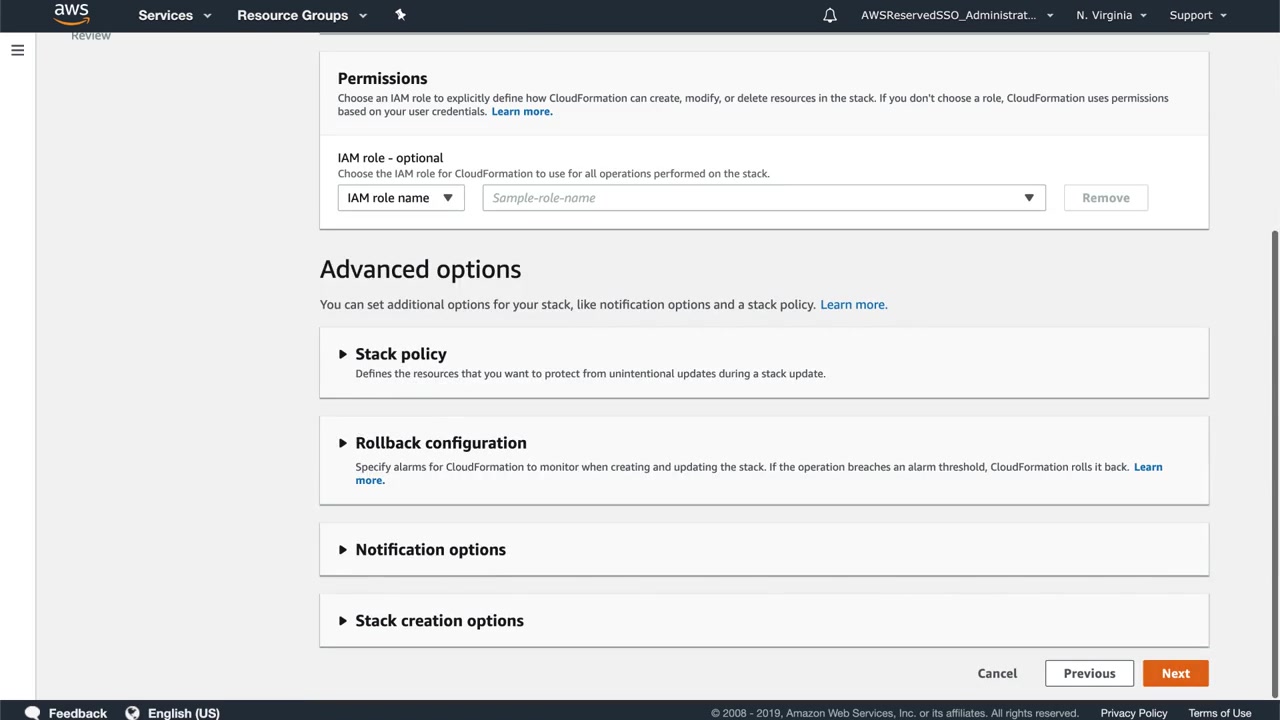 aws
Services
Resource Groups
AWSReservedSSO_Administrat...
N. Virginia
Support
Review
Permissions
Choose an IAM role to explicitly define how CloudFormation can create, modify, or delete resources in the stack. If you don't choose a role, CloudFormation uses permissions
based on your user credentials. Learn more.
IAM role - optional
Choose the IAM role for CloudFormation to use for all operations performed on the stack.
IAM role name
Sample-role-name
Remove
Advanced options
You can set additional options for your stack, like notification options and a stack policy. Learn more.
Stack policy
Defines the resources that you want to protect from unintentional updates during a stack update.
Rollback configuration
Specify alarms for CloudFormation to monitor when creating and updating the stack. If the operation breaches an alarm threshold, CloudFormation rolls it back. Learn
more.
Notification options
Stack creation options
Cancel
Previous
Next
Feedback
English (US)
© 2008 - 2019, Amazon Web Services, Inc. or its affiliates. All rights reserved.
Privacy Policy
Terms of Use